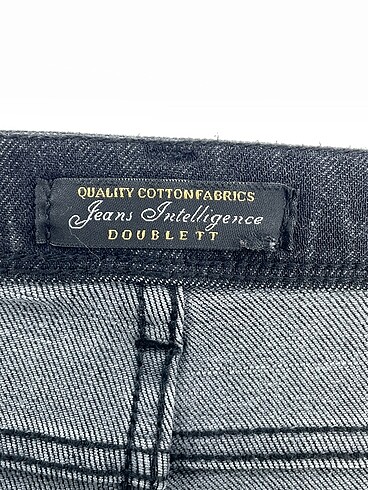 QUALITY COTTONFABRICS
Jeans Intelligence
DOUBLETT